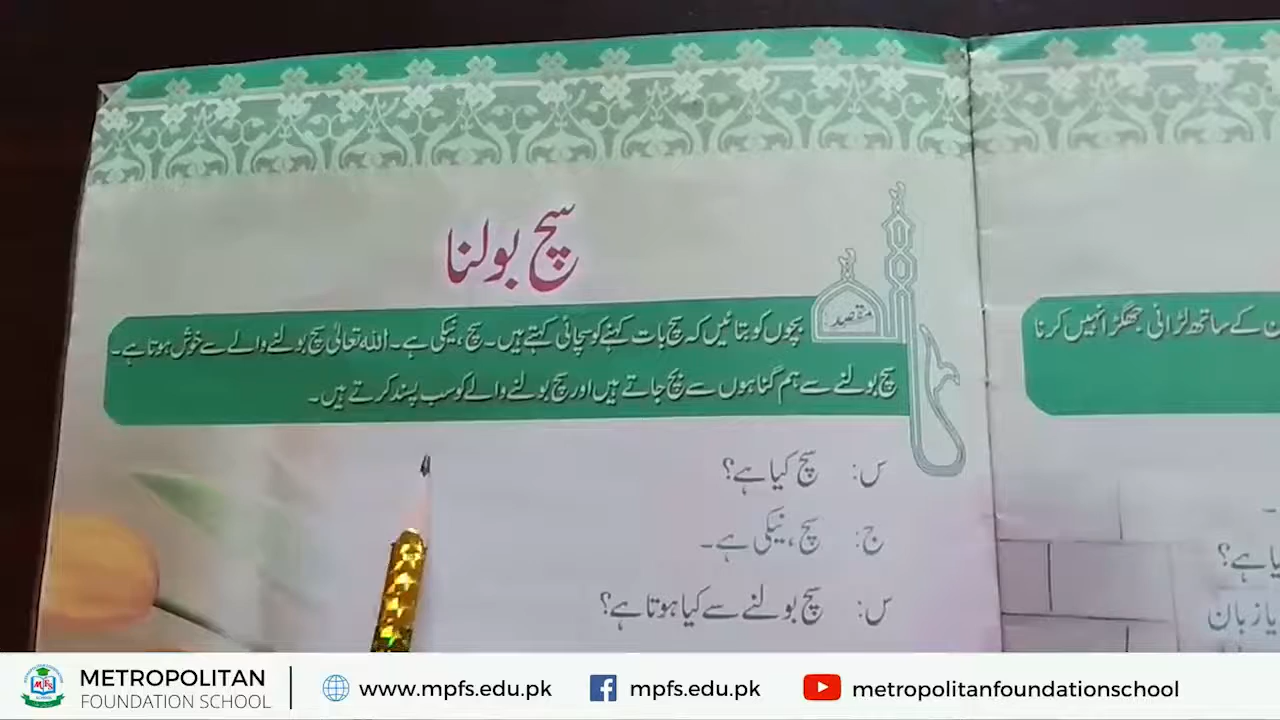 سچ بولنا
مقصد
بچوں کو بتائیں کہ سچ بات کہنے کو سچائی کہتے ہیں۔ سچ، نیکی ہے۔ اللہ تعالیٰ سچ بولنے والے سے خوش ہوتا ہے۔
سچ بولنے سے ہم گناہوں سے بچ جاتے ہیں اور سچ بولنے والے کو سب پسند کرتے ہیں۔
س: سچ کیا ہے؟
ج: سچ، نیکی ہے۔
س: سچ بولنے سے کیا ہوتا ہے؟
کے ساتھ لڑائی جھگڑا نہیں کرنا
ہے؟
زبان
METROPOLITAN
FOUNDATION SCHOOL
www.mpfs.edu.pk
mpfs.edu.pk
metropolitanfoundationschool